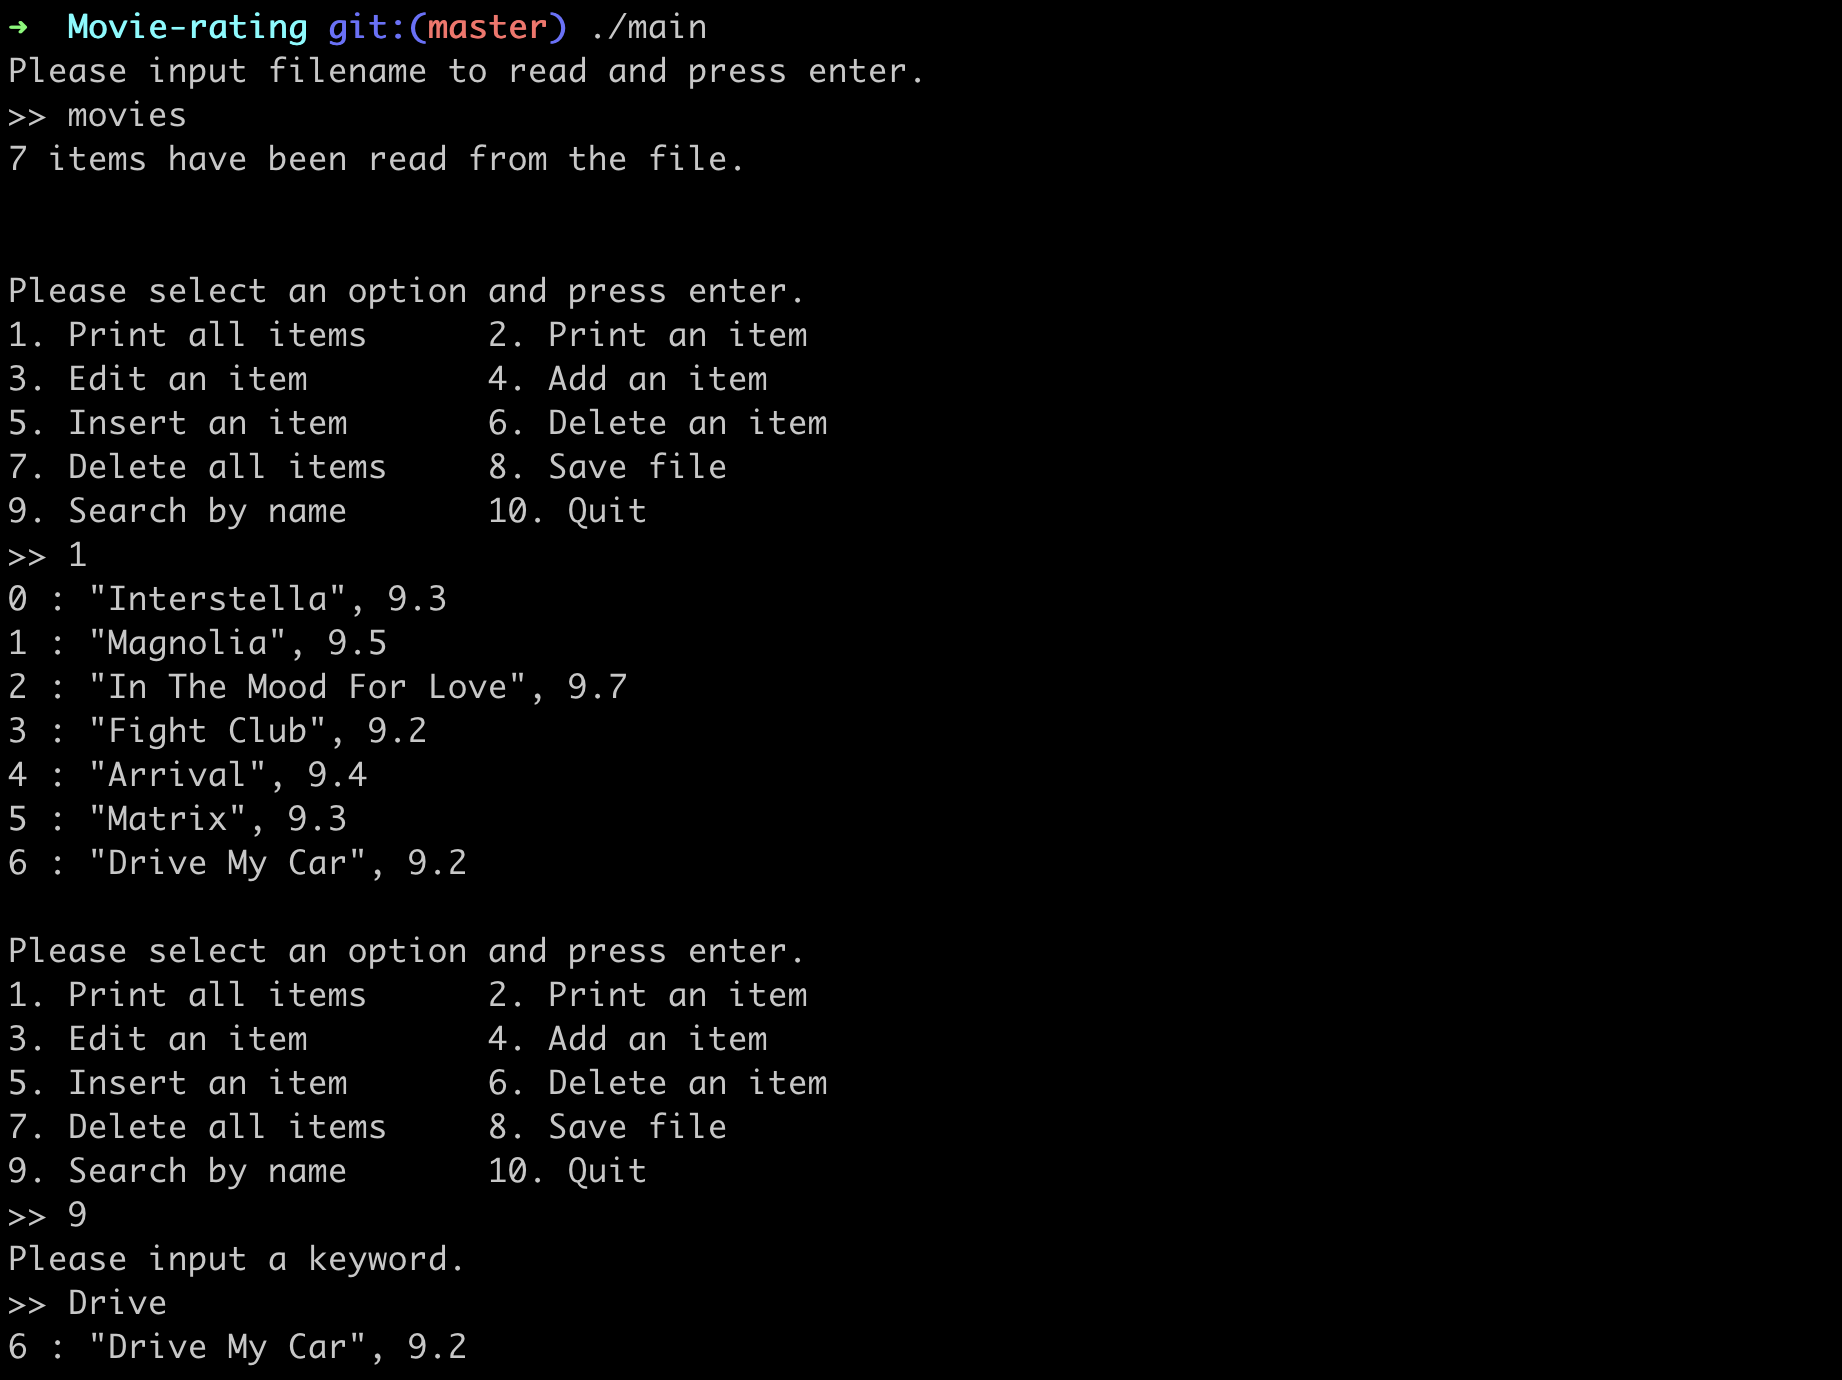 ➜  Movie-rating git:(master) ./main
Please input filename to read and press enter.
>> movies
7 items have been read from the file.
Please select an option and press enter.
1. Print all items      2. Print an item
3. Edit an item         4. Add an item
5. Insert an item       6. Delete an item
7. Delete all items     8. Save file
9. Search by name       10. Quit
>> 1
0 : "Interstella", 9.3
1 : "Magnolia", 9.5
2 : "In The Mood For Love", 9.7
3 : "Fight Club", 9.2
4 : "Arrival", 9.4
5 : "Matrix", 9.3
6 : "Drive My Car", 9.2
Please select an option and press enter.
1. Print all items      2. Print an item
3. Edit an item         4. Add an item
5. Insert an item       6. Delete an item
7. Delete all items     8. Save file
9. Search by name       10. Quit
>> 9
Please input a keyword.
>> Drive
6 : "Drive My Car", 9.2